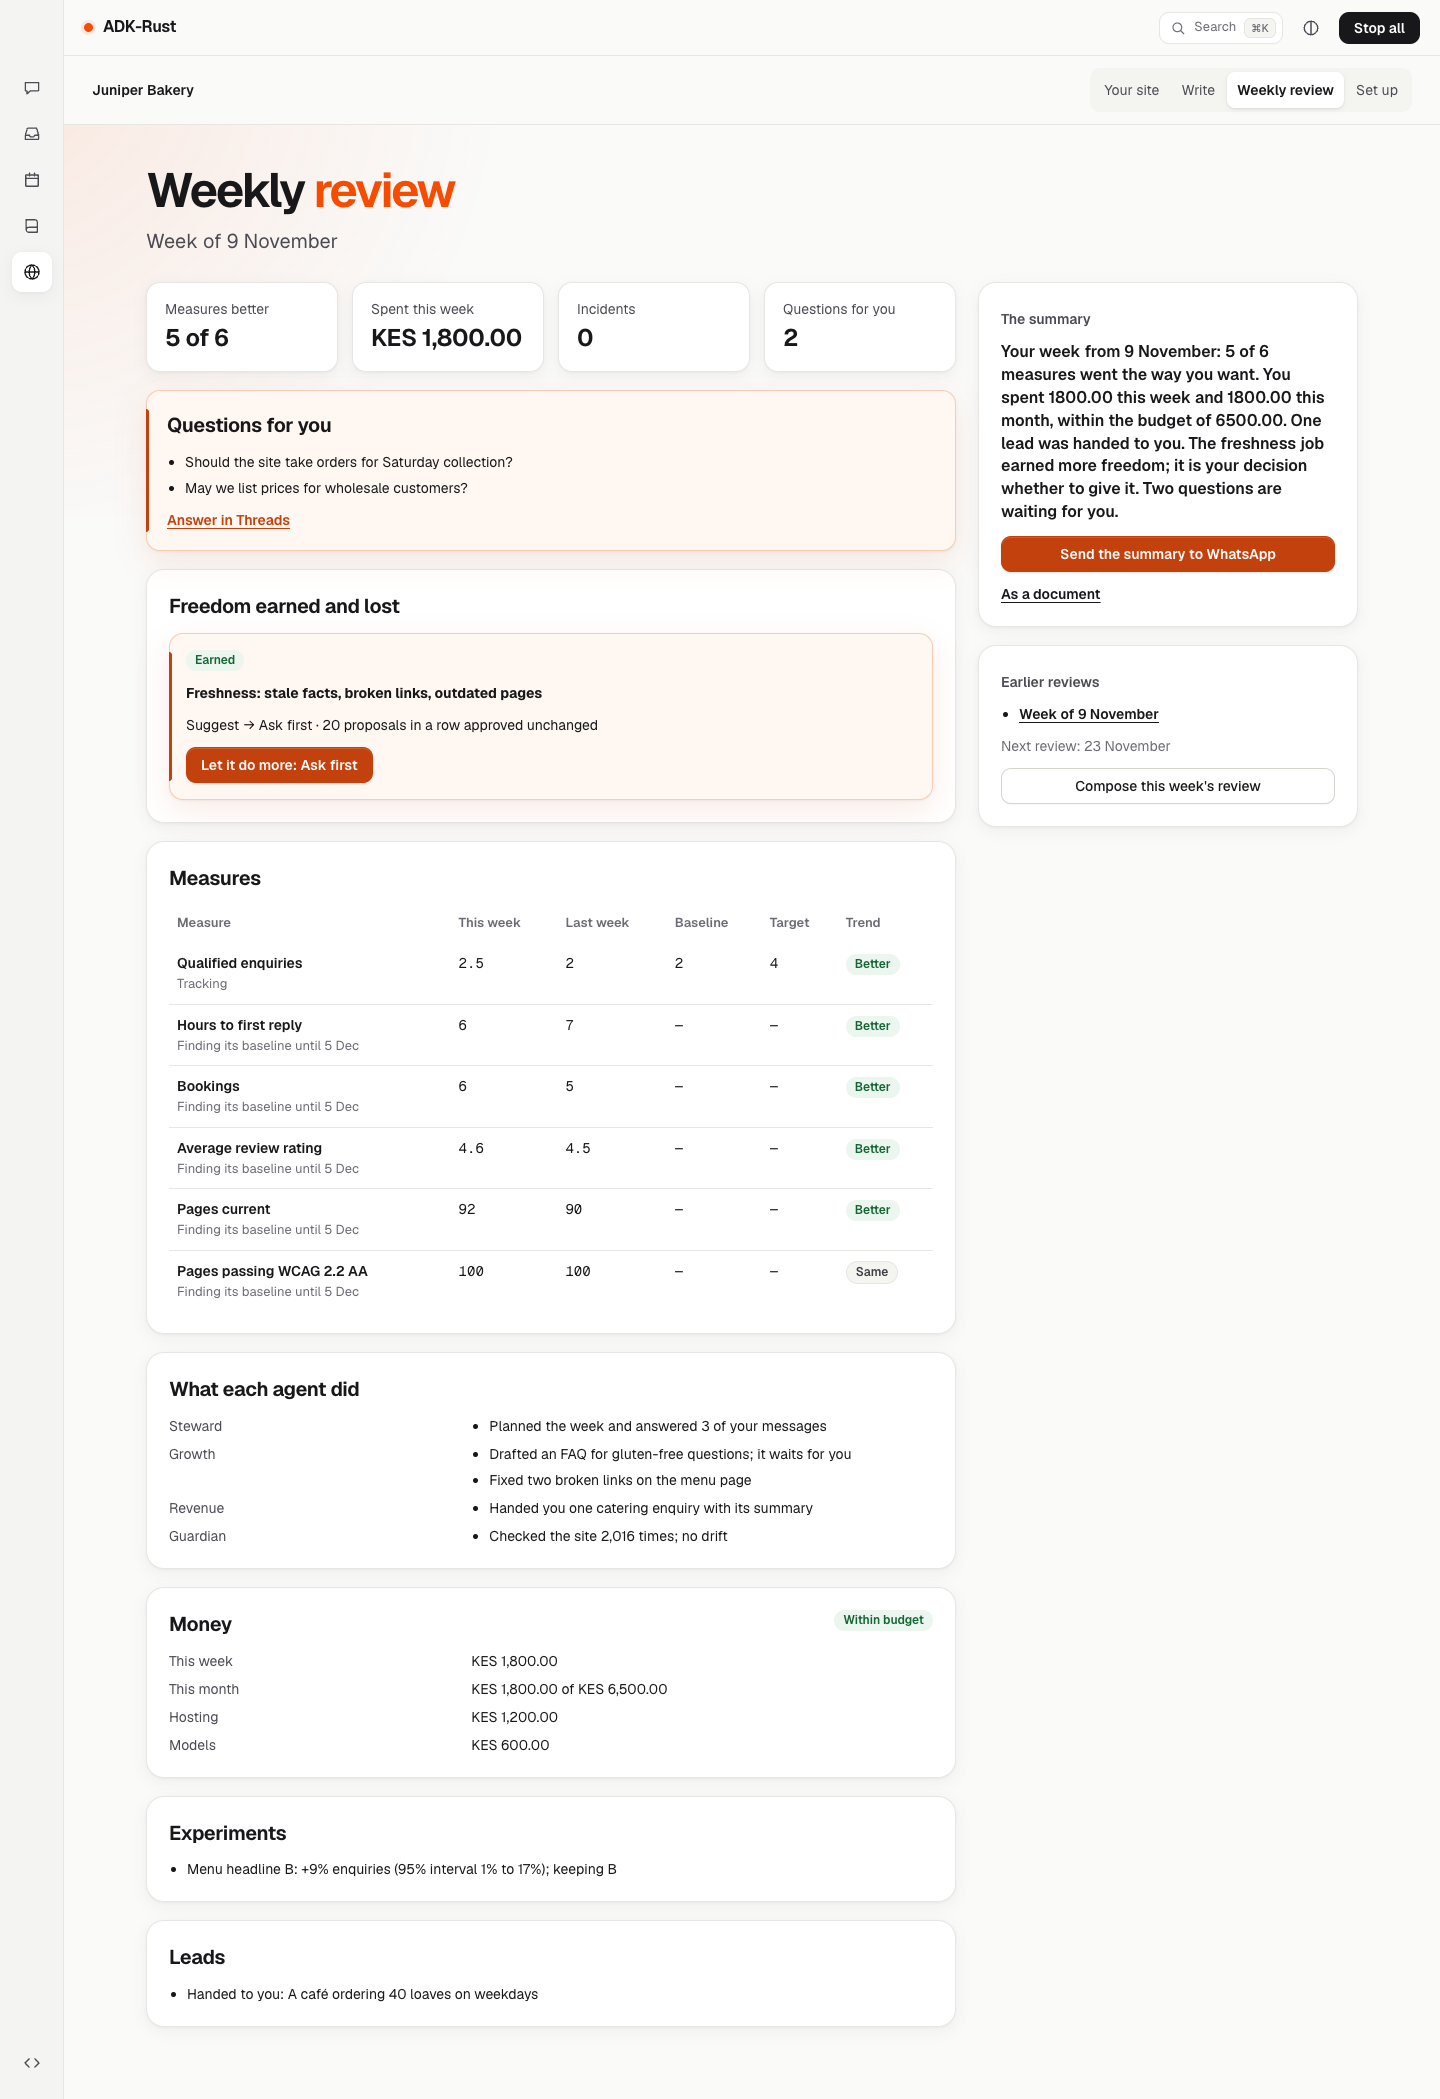 ADK-Rust
Search ⌘K
Stop all
Juniper Bakery
Your site
Write
Weekly review
Set up
Weekly review
Week of 9 November
Measures better
5 of 6
Spent this week
KES 1,800.00
Incidents
0
Questions for you
2
Questions for you
• Should the site take orders for Saturday collection?
• May we list prices for wholesale customers?
Answer in Threads
Freedom earned and lost
Earned
Freshness: stale facts, broken links, outdated pages
Suggest → Ask first · 20 proposals in a row approved unchanged
Let it do more: Ask first
Measures
Measure This week Last week Baseline Target Trend
Qualified enquiries 2.5 2 2 4 Better
Tracking
Hours to first reply 6 7 – – Better
Finding its baseline until 5 Dec
Bookings 6 5 – – Better
Finding its baseline until 5 Dec
Average review rating 4.6 4.5 – – Better
Finding its baseline until 5 Dec
Pages current 92 90 – – Better
Finding its baseline until 5 Dec
Pages passing WCAG 2.2 AA 100 100 – – Same
Finding its baseline until 5 Dec
What each agent did
Steward • Planned the week and answered 3 of your messages
Growth • Drafted an FAQ for gluten-free questions; it waits for you
• Fixed two broken links on the menu page
Revenue • Handed you one catering enquiry with its summary
Guardian • Checked the site 2,016 times; no drift
Money
Within budget
This week KES 1,800.00
This month KES 1,800.00 of KES 6,500.00
Hosting KES 1,200.00
Models KES 600.00
Experiments
• Menu headline B: +9% enquiries (95% interval 1% to 17%); keeping B
Leads
• Handed to you: A café ordering 40 loaves on weekdays
The summary
Your week from 9 November: 5 of 6
measures went the way you want. You
spent 1800.00 this week and 1800.00 this
month, within the budget of 6500.00. One
lead was handed to you. The freshness job
earned more freedom; it is your decision
whether to give it. Two questions are
waiting for you.
Send the summary to WhatsApp
As a document
Earlier reviews
• Week of 9 November
Next review: 23 November
Compose this week's review